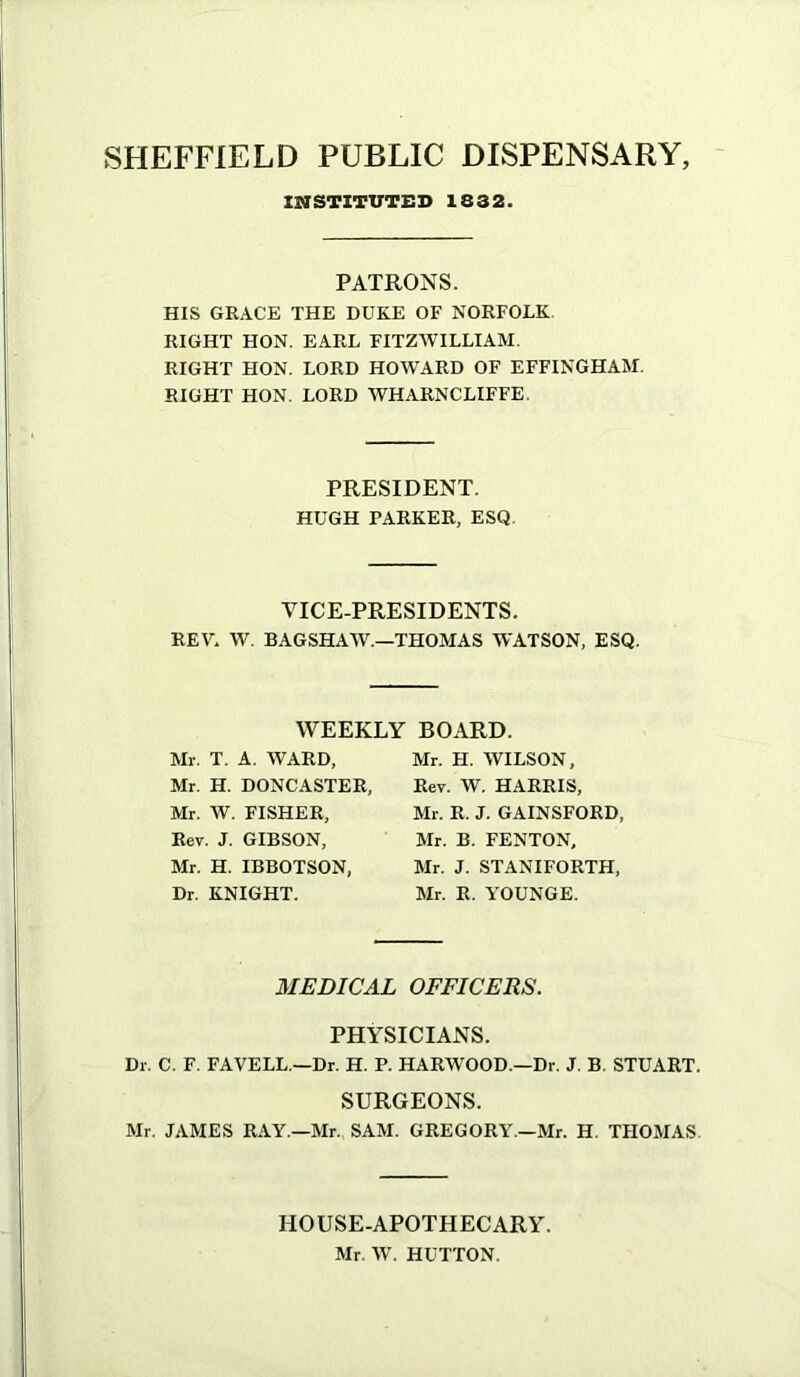 SHEFFIELD PUBLIC DISPENSARY,
INSTITUTED 1832.
PATRONS.
HIS GRACE THE DUKE OF NORFOLK.
RIGHT HON. EARL FITZWILLIAM.
RIGHT HON. LORD HOWARD OF EFFINGHAM.
RIGHT HON. LORD WHARNCLIFFE.
PRESIDENT.
HUGH PARKER, ESQ.
VICE-PRESIDENTS.
REV. W. BAGSHAW.—THOMAS WATSON, ESQ.
WEEKLY BOARD.
Mr. T. A. WARD,
Mr. H. DONCASTER,
Mr. W. FISHER,
Rev. J. GIBSON,
Mr. H. IBBOTSON,
Dr. KNIGHT.
Mr. H. WILSON,
Rev. W. HARRIS,
Mr. R. J. GAINSFORD,
Mr. B. FENTON,
Mr. J. STANIFORTH,
Mr. R. YOUNGE.
MEDICAL OFFICERS.
PHYSICIANS.
Dr. C. F. FAVELL.—Dr. H. P. HARWOOD.—Dr. J. B. STUART.
SURGEONS.
Mr. JAMES RAY.—Mr. SAM. GREGORY.—Mr. H. THOMAS.
HOUSE-APOTHECARY.
Mr. W. HUTTON.